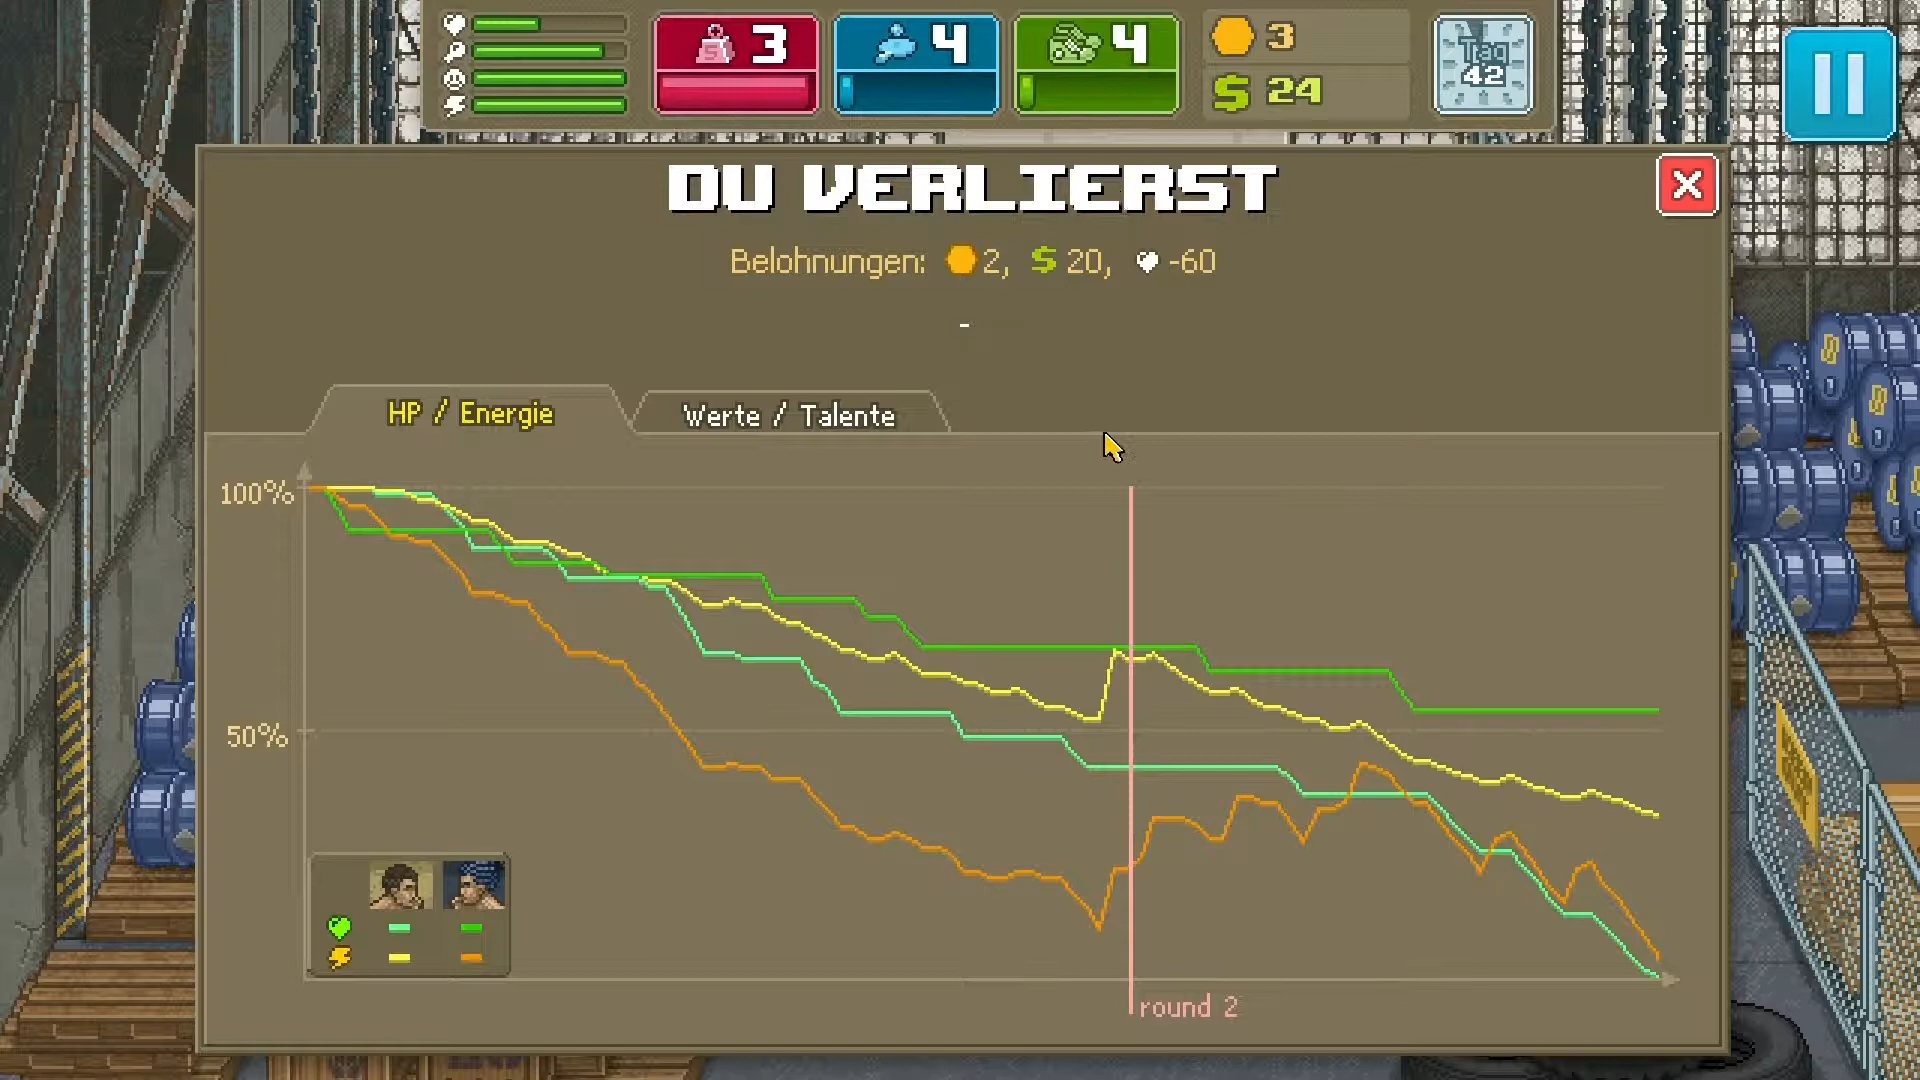 3
4
4
3
$ 24
Tag
42
DU VERLIERST
Belohnungen: 2, $ 20, -60
-
HP / Energie
Werte / Talente
100%
50%
round 2